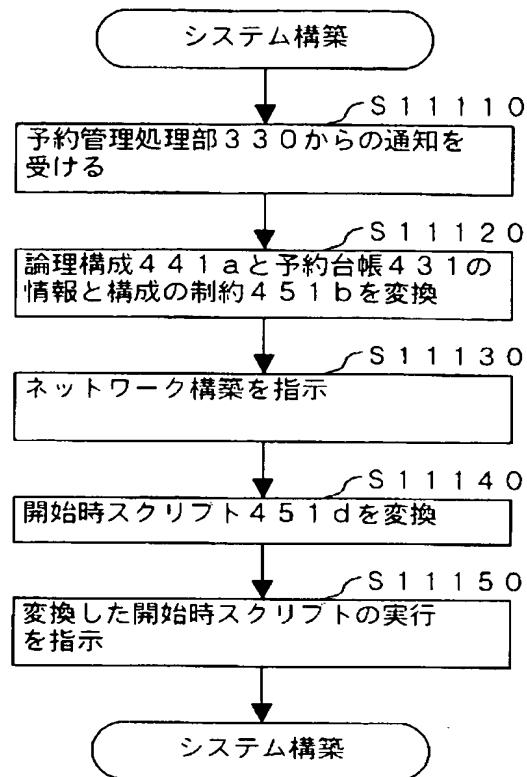 システム構築
S11110
予約管理処理部330からの通知を
受ける
S11120
論理構成441aと予約台帳431の
情報と構成の制約451bを変換
S11130
ネットワーク構築を指示
S11140
開始時スクリプト451dを変換
S11150
変換した開始時スクリプトの実行
を指示
システム構築